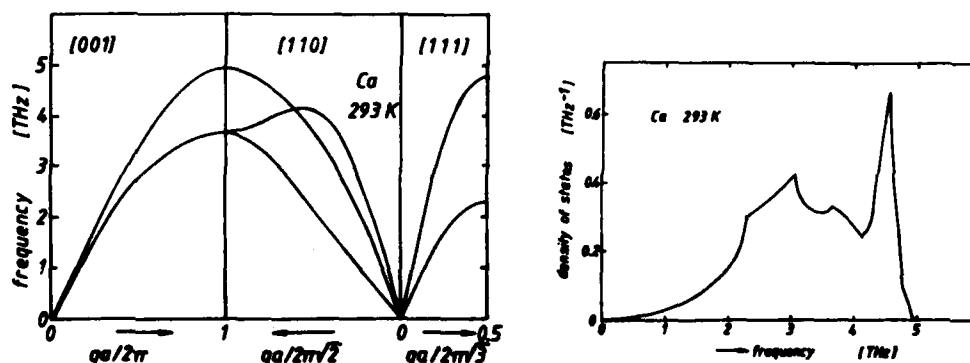 [001] [110] [111]
Ca
293 K
frequency [THz]
5
4
3
2
1
0
0 1 0 0.5
qa/2π qa/2π√2 qa/2π√3
density of states [THz⁻¹]
Ca 293 K
0.6
0.4
0.2
0
0 1 2 3 4 5
frequency [THz]